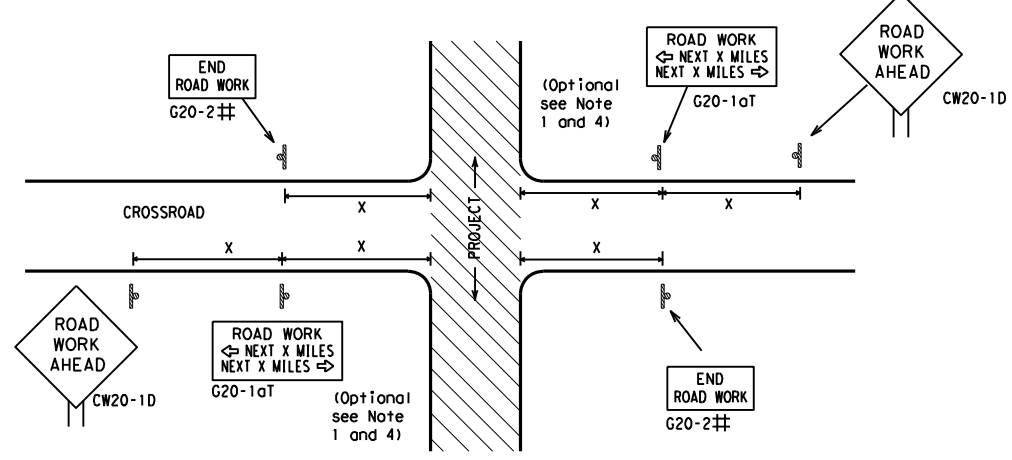 ROAD
WORK
AHEAD
CW20-1D
ROAD WORK
⇦ NEXT X MILES
NEXT X MILES ⇨
G20-1aT
(Optional
see Note
1 and 4)
END
ROAD WORK
G20-2#
X
X
X
CROSSROAD
PROJECT
X
X
X
ROAD
WORK
AHEAD
CW20-1D
ROAD WORK
⇦ NEXT X MILES
NEXT X MILES ⇨
G20-1aT
(Optional
see Note
1 and 4)
END
ROAD WORK
G20-2#